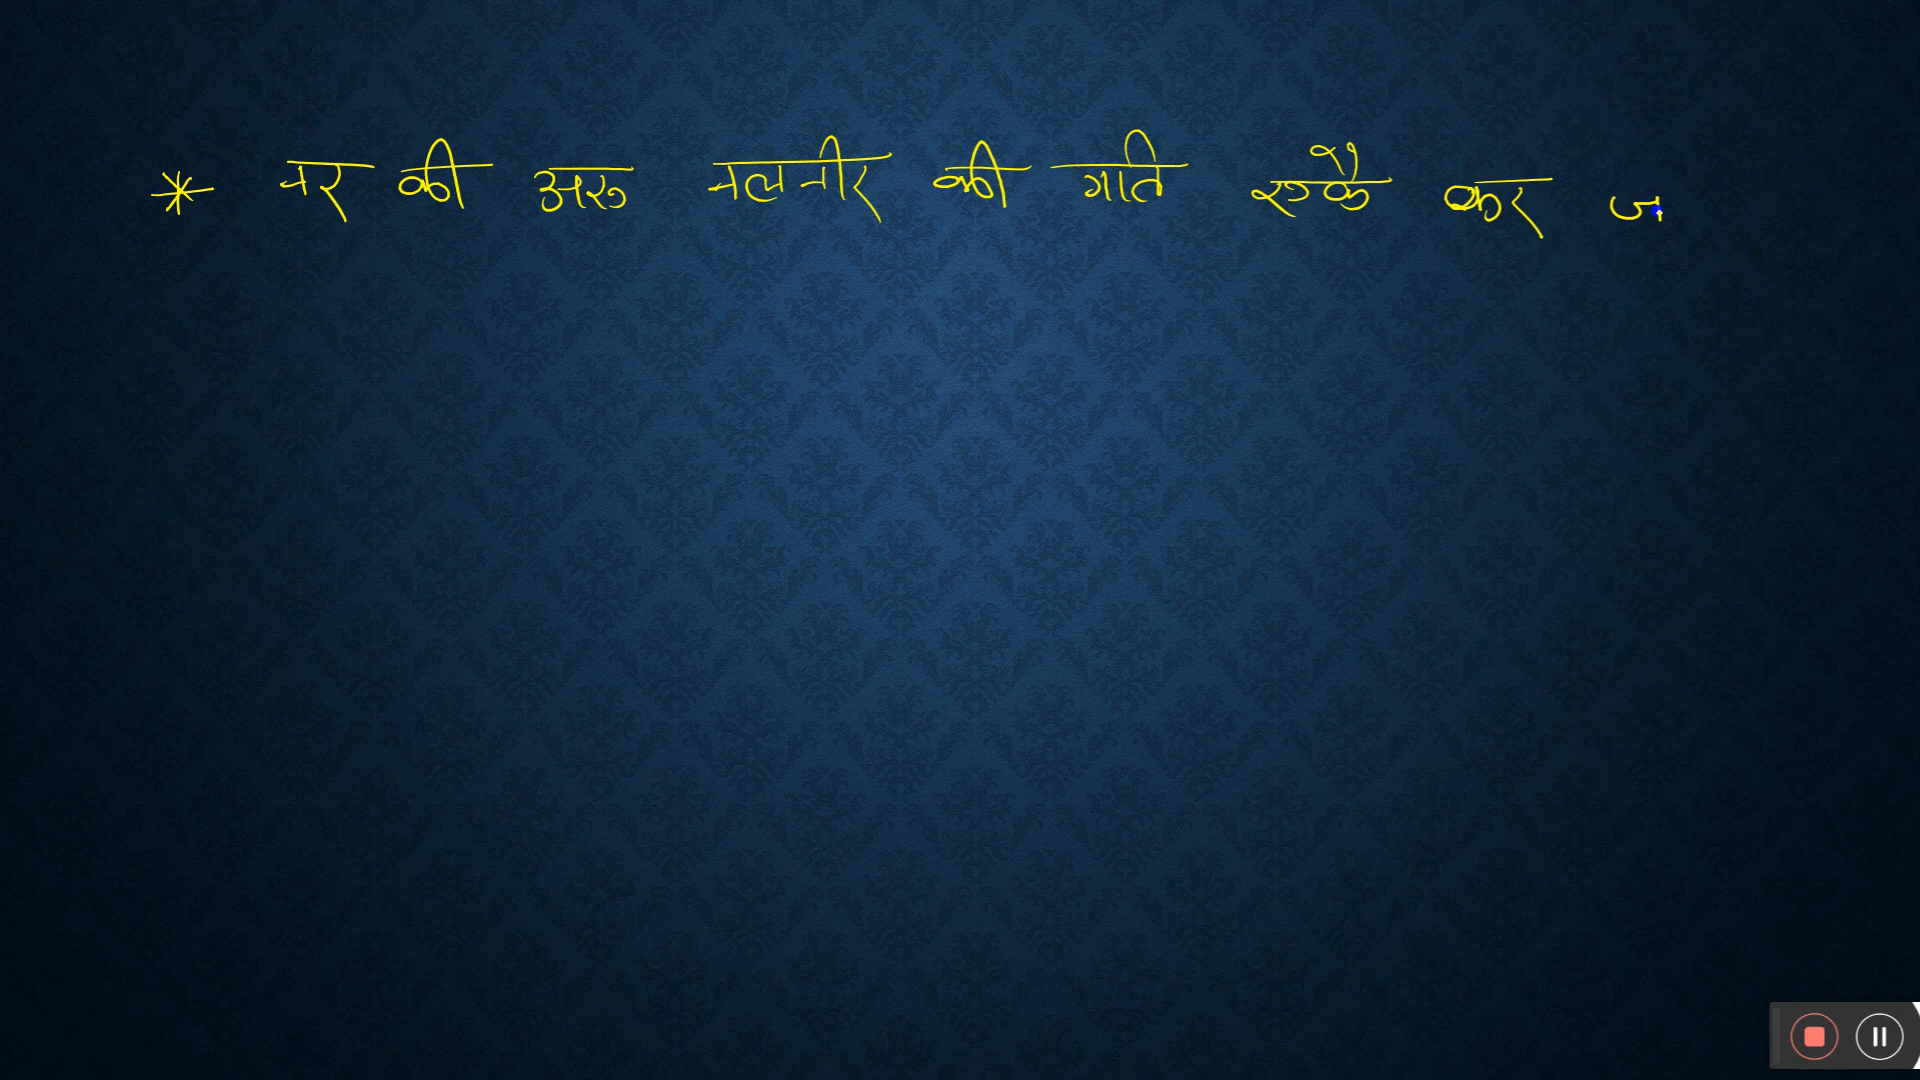 * नर की अरु नलनीर की गति एकै कर ज